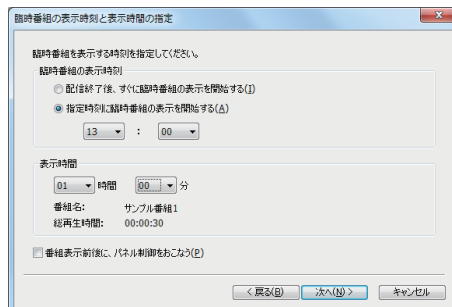 臨時番組の表示時刻と表示時間の指定
臨時番組を表示する時刻を指定してください。
臨時番組の表示時刻
配信終了後、すぐに臨時番組の表示を開始する(I)
指定時刻に臨時番組の表示を開始する(A)
13 : 00
表示時間
01 時間 00 分
番組名: サンプル番組1
総再生時間: 00:00:30
番組表示前後に、パネル制御をおこなう(P)
< 戻る(B) 次へ(N) > キャンセル